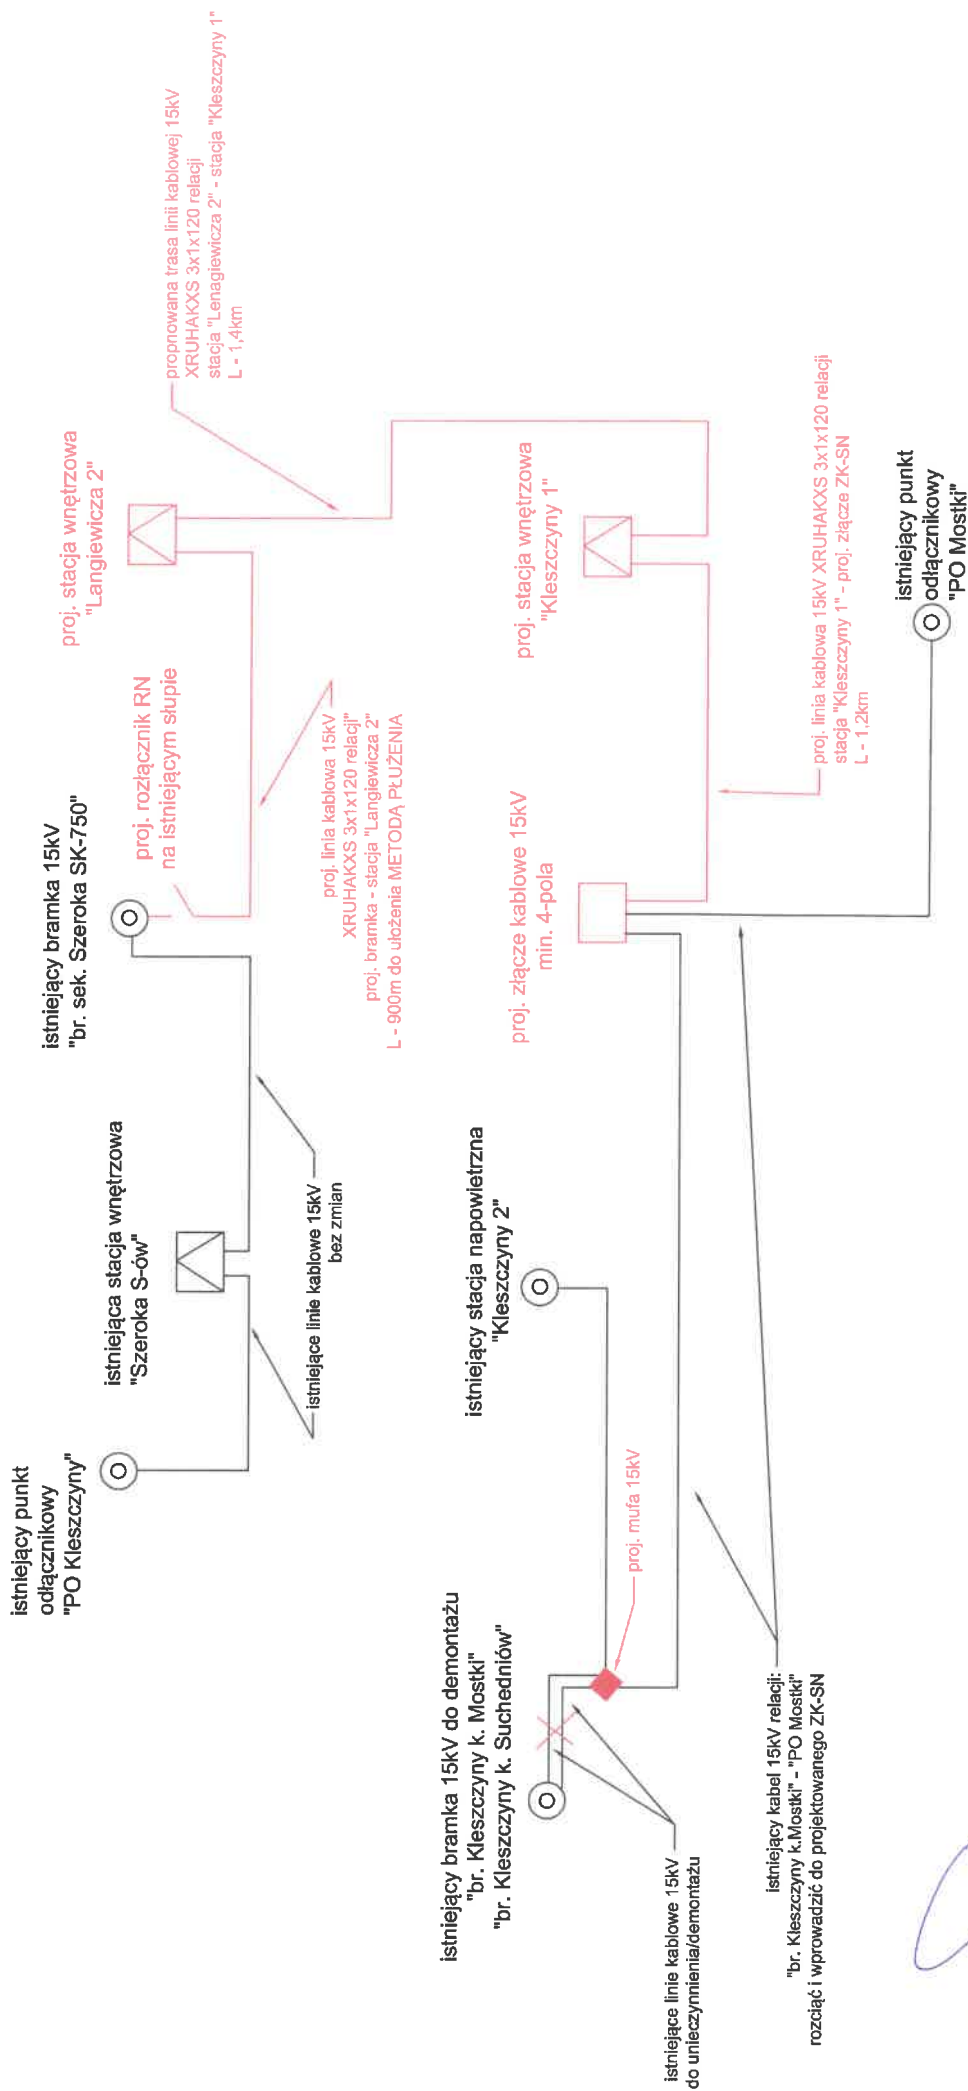 istniejący punkt
odłącznikowy
"PO Kleszczyny"
istniejąca stacja wnętrzowa
"Szeroka S-ów"
istniejący bramka 15kV
"br. sek. Szeroka SK-750"
proj. rozłącznik RN
na istniejącym słupie
proj. stacja wnętrzowa
"Langiewicza 2"
propnowana trasa linii kablowej 15kV
XRUHAKXS 3x1x120 relacji
stacja "Lenagiewicza 2" - stacja "Kleszczyny 1"
L - 1,4km
istniejące linie kablowe 15kV
bez zmian
proj. linia kablowa 15kV
XRUHAKXS 3x1x120 relacji"
proj. bramka - stacja "Langiewicza 2"
L - 900m do ułożenia METODĄ PŁUŻENIA
istniejący bramka 15kV do demontażu
"br. Kleszczyny k. Mostki"
"br. Kleszczyny k. Suchedniów"
istniejący stacja napowietrzna
"Kleszczyny 2"
proj. złącze kablowe 15kV
min. 4-pola
proj. stacja wnętrzowa
"Kleszczyny 1"
proj. mufa 15kV
istniejące linie kablowe 15kV
do unieczynnienia/demontażu
istniejący kabel 15kV relacji:
"br. Kleszczyny k.Mostki" - "PO Mostki"
rozciąć i wprowadzić do projektowanego ZK-SN
proj. linia kablowa 15kV XRUHAKXS 3x1x120 relacji
stacja "Kleszczyny 1" - proj. złącze ZK-SN
L - 1,2km
istniejący punkt
odłącznikowy
"PO Mostki"